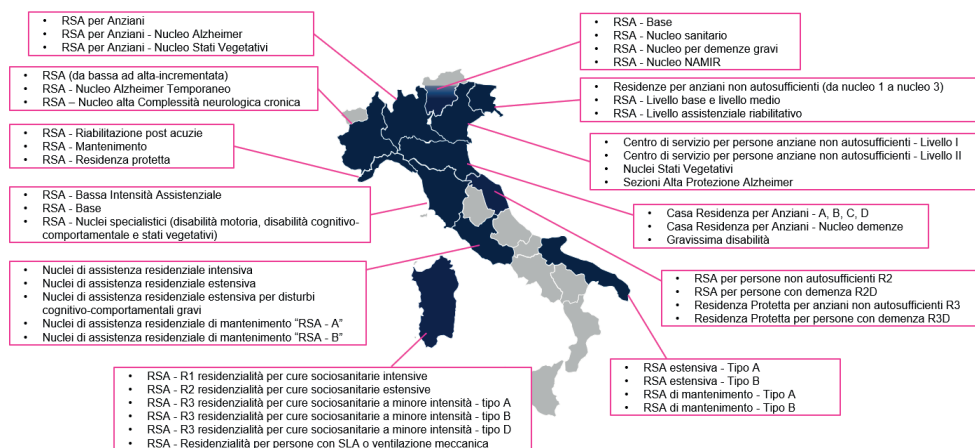 RSA per Anziani
RSA per Anziani - Nucleo Alzheimer
RSA per Anziani - Nucleo Stati Vegetativi
RSA (da bassa ad alta-incrementata)
RSA - Nucleo Alzheimer Temporaneo
RSA – Nucleo alta Complessità neurologica cronica
RSA - Riabilitazione post acuzie
RSA - Mantenimento
RSA - Residenza protetta
RSA - Bassa Intensità Assistenziale
RSA - Base
RSA - Nuclei specialistici (disabilità motoria, disabilità cognitivo-
comportamentale e stati vegetativi)
Nuclei di assistenza residenziale intensiva
Nuclei di assistenza residenziale estensiva
Nuclei di assistenza residenziale estensiva per disturbi
cognitivo-comportamentali gravi
Nuclei di assistenza residenziale di mantenimento “RSA - A”
Nuclei di assistenza residenziale di mantenimento “RSA - B”
RSA - R1 residenzialità per cure sociosanitarie intensive
RSA - R2 residenzialità per cure sociosanitarie estensive
RSA - R3 residenzialità per cure sociosanitarie a minore intensità - tipo A
RSA - R3 residenzialità per cure sociosanitarie a minore intensità - tipo B
RSA - R3 residenzialità per cure sociosanitarie a minore intensità - tipo D
RSA - Residenzialità per persone con SLA o ventilazione meccanica
RSA - Base
RSA - Nucleo sanitario
RSA - Nucleo per demenze gravi
RSA - Nucleo NAMIR
Residenze per anziani non autosufficienti (da nucleo 1 a nucleo 3)
RSA - Livello base e livello medio
RSA - Livello assistenziale riabilitativo
Centro di servizio per persone anziane non autosufficienti - Livello I
Centro di servizio per persone anziane non autosufficienti - Livello II
Nuclei Stati Vegetativi
Sezioni Alta Protezione Alzheimer
Casa Residenza per Anziani - A, B, C, D
Casa Residenza per Anziani - Nucleo demenze
Gravissima disabilità
RSA per persone non autosufficienti R2
RSA per persone con demenza R2D
Residenza Protetta per anziani non autosufficienti R3
Residenza Protetta per persone con demenza R3D
RSA estensiva - Tipo A
RSA estensiva - Tipo B
RSA di mantenimento - Tipo A
RSA di mantenimento - Tipo B